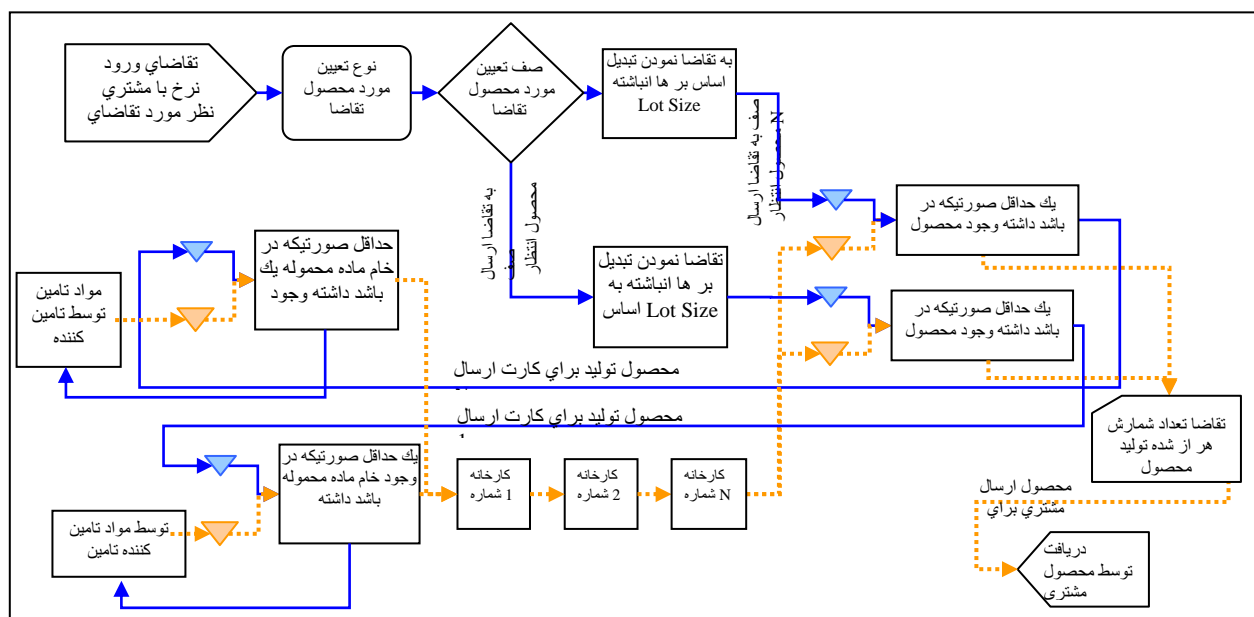 تقاضاي ورود
نرخ با مشتري
نظر مورد تقاضاي
نوع تعيين
مورد محصول
تقاضا
صف تعيين
مورد محصول
تقاضا
به تقاضا نمودن تبديل
اساس بر ها انباشته
Lot Size
صف به تقاضا ارسال
N محصول انتظار
به تقاضا ارسال
صف
محصول انتظار
تقاضا نمودن تبديل
بر ها انباشته به
Lot Size اساس
يك حداقل صورتيكه در
باشد داشته وجود محصول
يك حداقل صورتيكه در
باشد داشته وجود محصول
حداقل صورتيكه در
خام ماده محموله يك
باشد داشته وجود
مواد تامين
توسط تامين
كننده
محصول توليد براي كارت ارسال
محصول توليد براي كارت ارسال
يك حداقل صورتيكه در
وجود خام ماده محموله
باشد داشته
توسط مواد تامين
كننده تامين
كارخانه
1 شماره
كارخانه
2 شماره
كارخانه
N شماره
تقاضا تعداد شمارش
هر از شده توليد
محصول
محصول ارسال
مشتري براي
دريافت
توسط محصول
مشتري